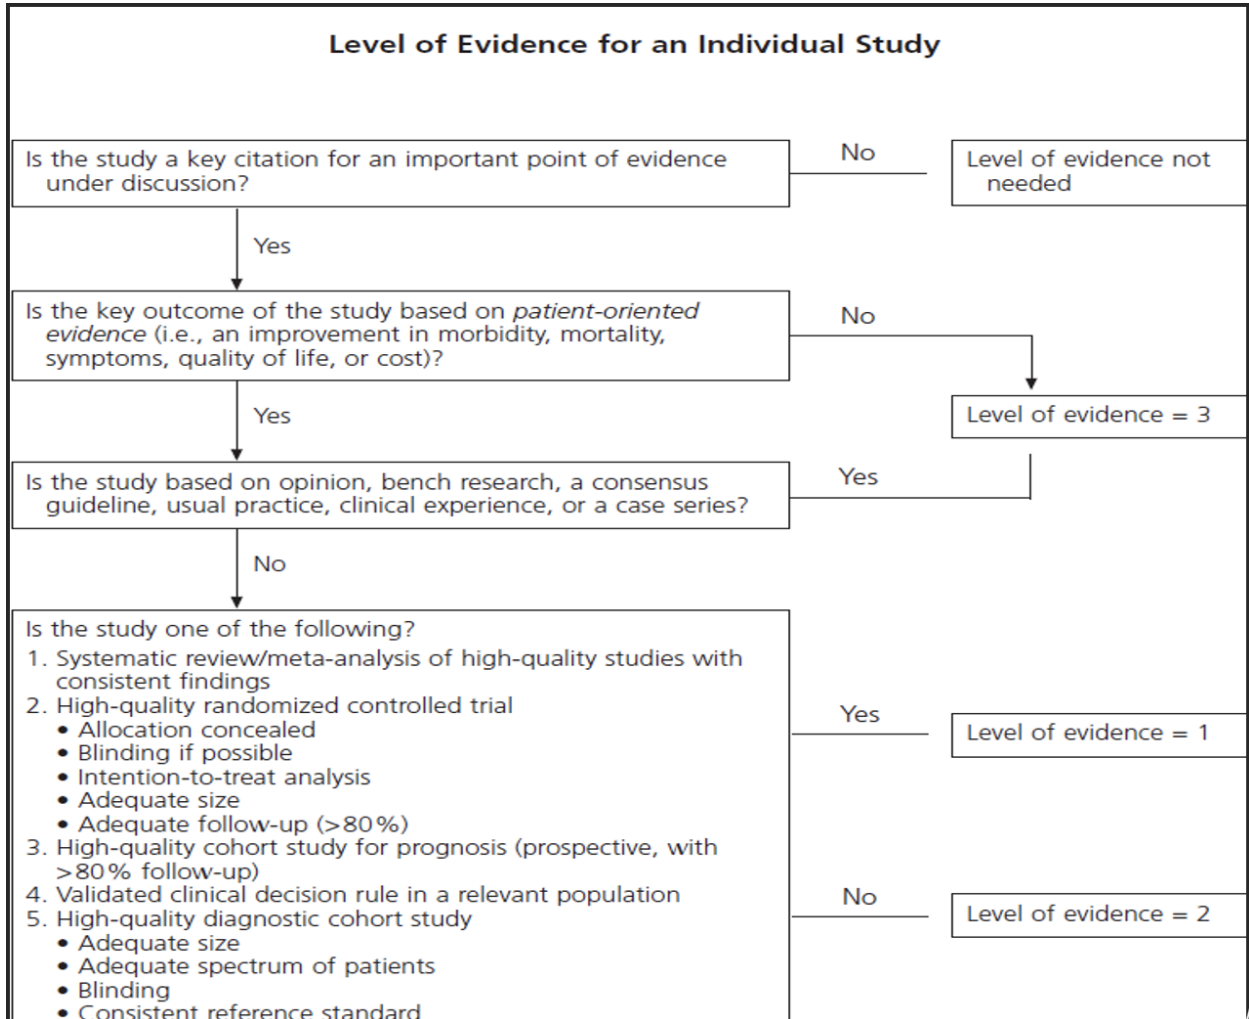 Level of Evidence for an Individual Study
Is the study a key citation for an important point of evidence
under discussion?
No
Level of evidence not
needed
Yes
Is the key outcome of the study based on patient-oriented
evidence (i.e., an improvement in morbidity, mortality,
symptoms, quality of life, or cost)?
No
Yes
Level of evidence = 3
Is the study based on opinion, bench research, a consensus
guideline, usual practice, clinical experience, or a case series?
Yes
No
Is the study one of the following?
1. Systematic review/meta-analysis of high-quality studies with
consistent findings
2. High-quality randomized controlled trial
• Allocation concealed
• Blinding if possible
• Intention-to-treat analysis
• Adequate size
• Adequate follow-up (>80%)
3. High-quality cohort study for prognosis (prospective, with
>80% follow-up)
4. Validated clinical decision rule in a relevant population
5. High-quality diagnostic cohort study
• Adequate size
• Adequate spectrum of patients
• Blinding
• Consistent reference standard
Yes
Level of evidence = 1
No
Level of evidence = 2